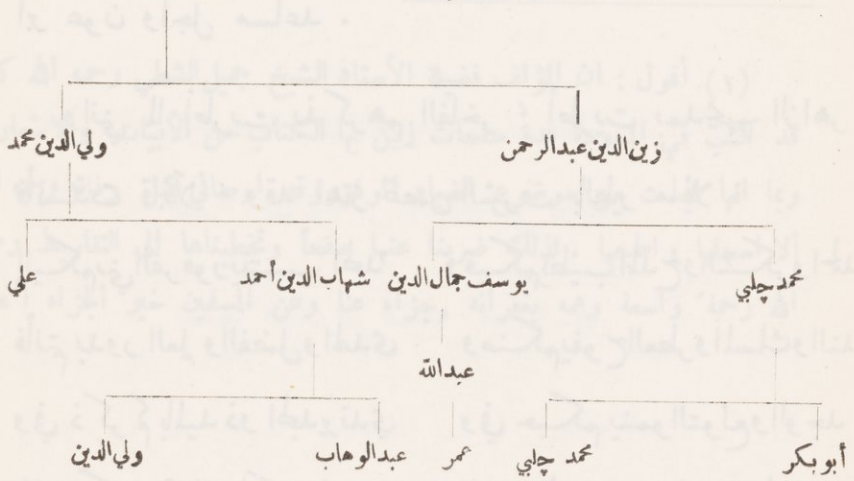 زين الدين عبد الرحمن ولي الدين محمد
محمد چلبي يوسف جمال الدين شهاب الدين أحمد علي
عبد الله
أبو بكر محمد چلبي عمر عبد الوهاب ولي الدين